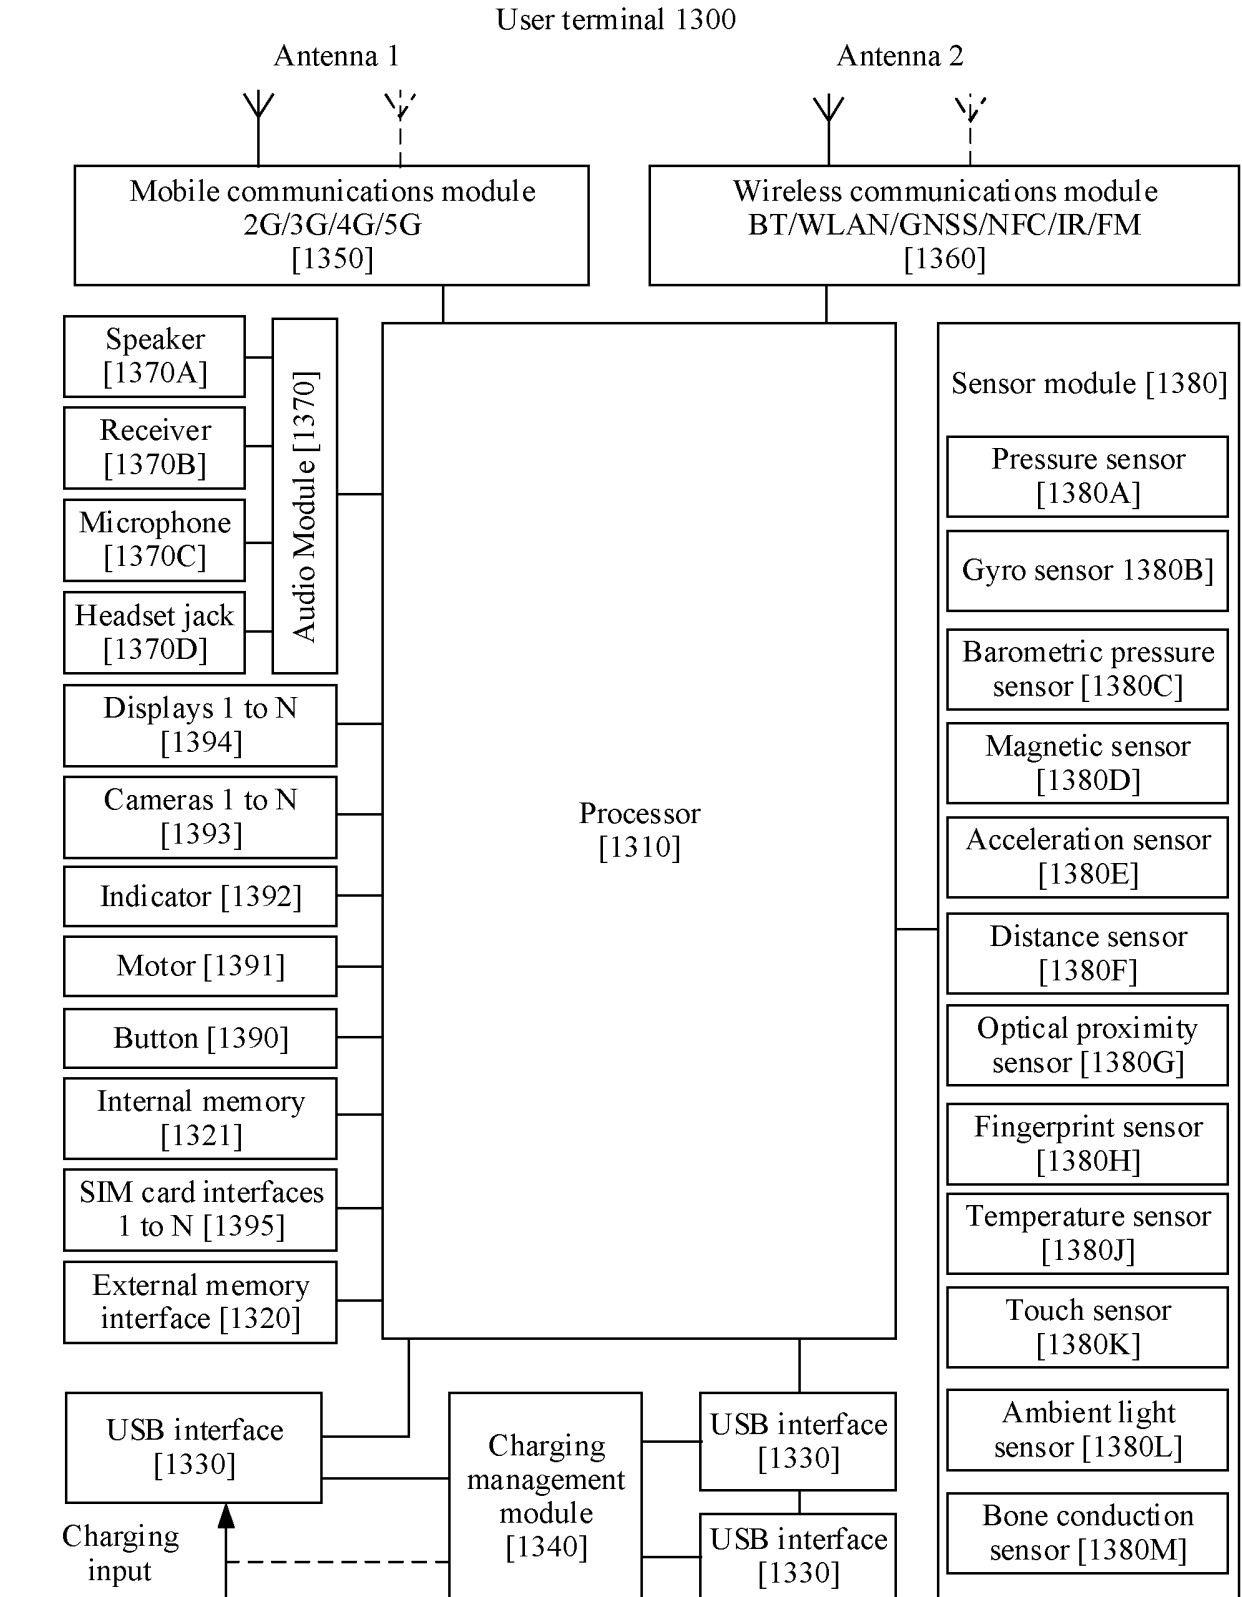 User terminal 1300
Antenna 1
Antenna 2
Mobile communications module
2G/3G/4G/5G
[1350]
Wireless communications module
BT/WLAN/GNSS/NFC/IR/FM
[1360]
Speaker
[1370A]
Receiver
[1370B]
Microphone
[1370C]
Headset jack
[1370D]
Audio Module [1370]
Displays 1 to N
[1394]
Cameras 1 to N
[1393]
Indicator [1392]
Motor [1391]
Button [1390]
Internal memory
[1321]
SIM card interfaces
1 to N [1395]
External memory
interface [1320]
Processor
[1310]
Sensor module [1380]
Pressure sensor
[1380A]
Gyro sensor 1380B]
Barometric pressure
sensor [1380C]
Magnetic sensor
[1380D]
Acceleration sensor
[1380E]
Distance sensor
[1380F]
Optical proximity
sensor [1380G]
Fingerprint sensor
[1380H]
Temperature sensor
[1380J]
Touch sensor
[1380K]
Ambient light
sensor [1380L]
Bone conduction
sensor [1380M]
USB interface
[1330]
Charging
management
module
[1340]
USB interface
[1330]
USB interface
[1330]
Charging
input